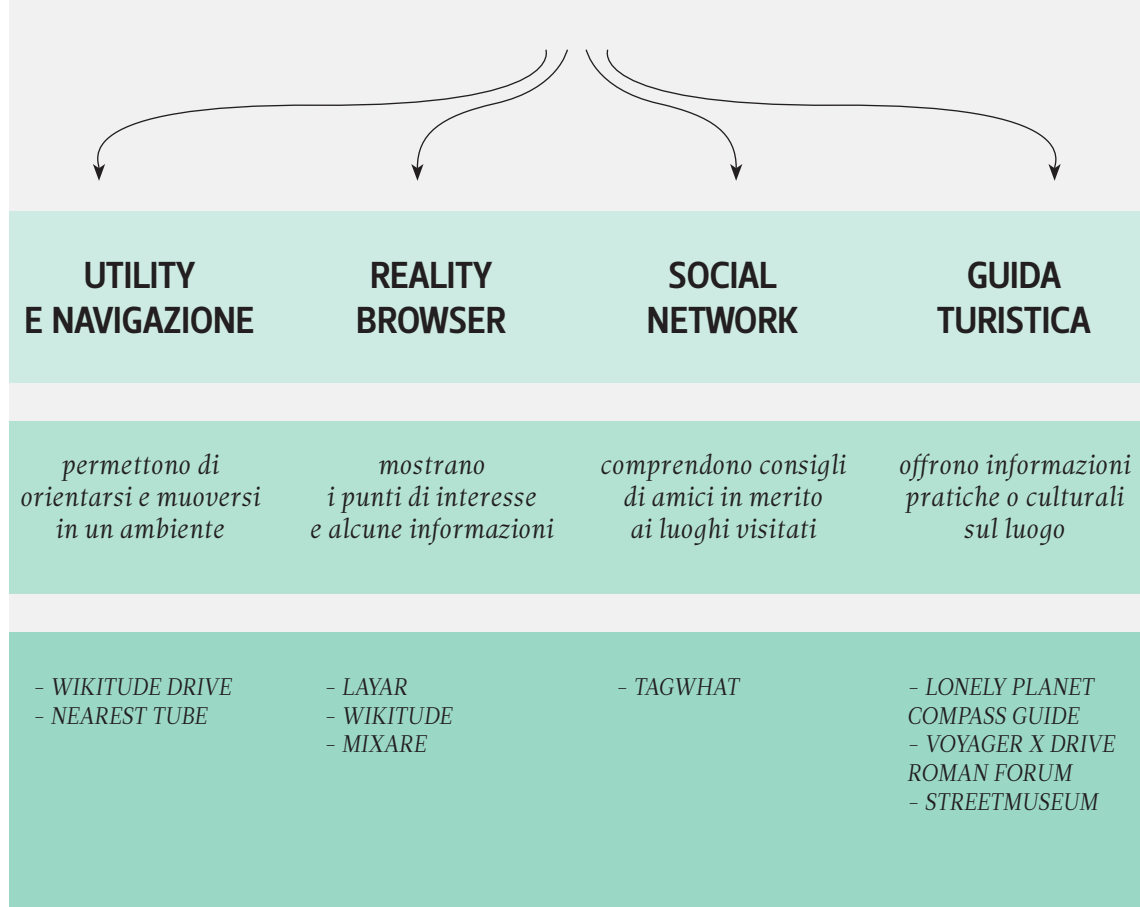 UTILITY
E NAVIGAZIONE
REALITY
BROWSER
SOCIAL
NETWORK
GUIDA
TURISTICA
permettono di
orientarsi e muoversi
in un ambiente
mostrano
i punti di interesse
e alcune informazioni
comprendono consigli
di amici in merito
ai luoghi visitati
offrono informazioni
pratiche o culturali
sul luogo
– WIKITUDE DRIVE
– NEAREST TUBE
– LAYAR
– WIKITUDE
– MIXARE
– TAGWHAT
– LONELY PLANET
COMPASS GUIDE
– VOYAGER X DRIVE
ROMAN FORUM
– STREETMUSEUM